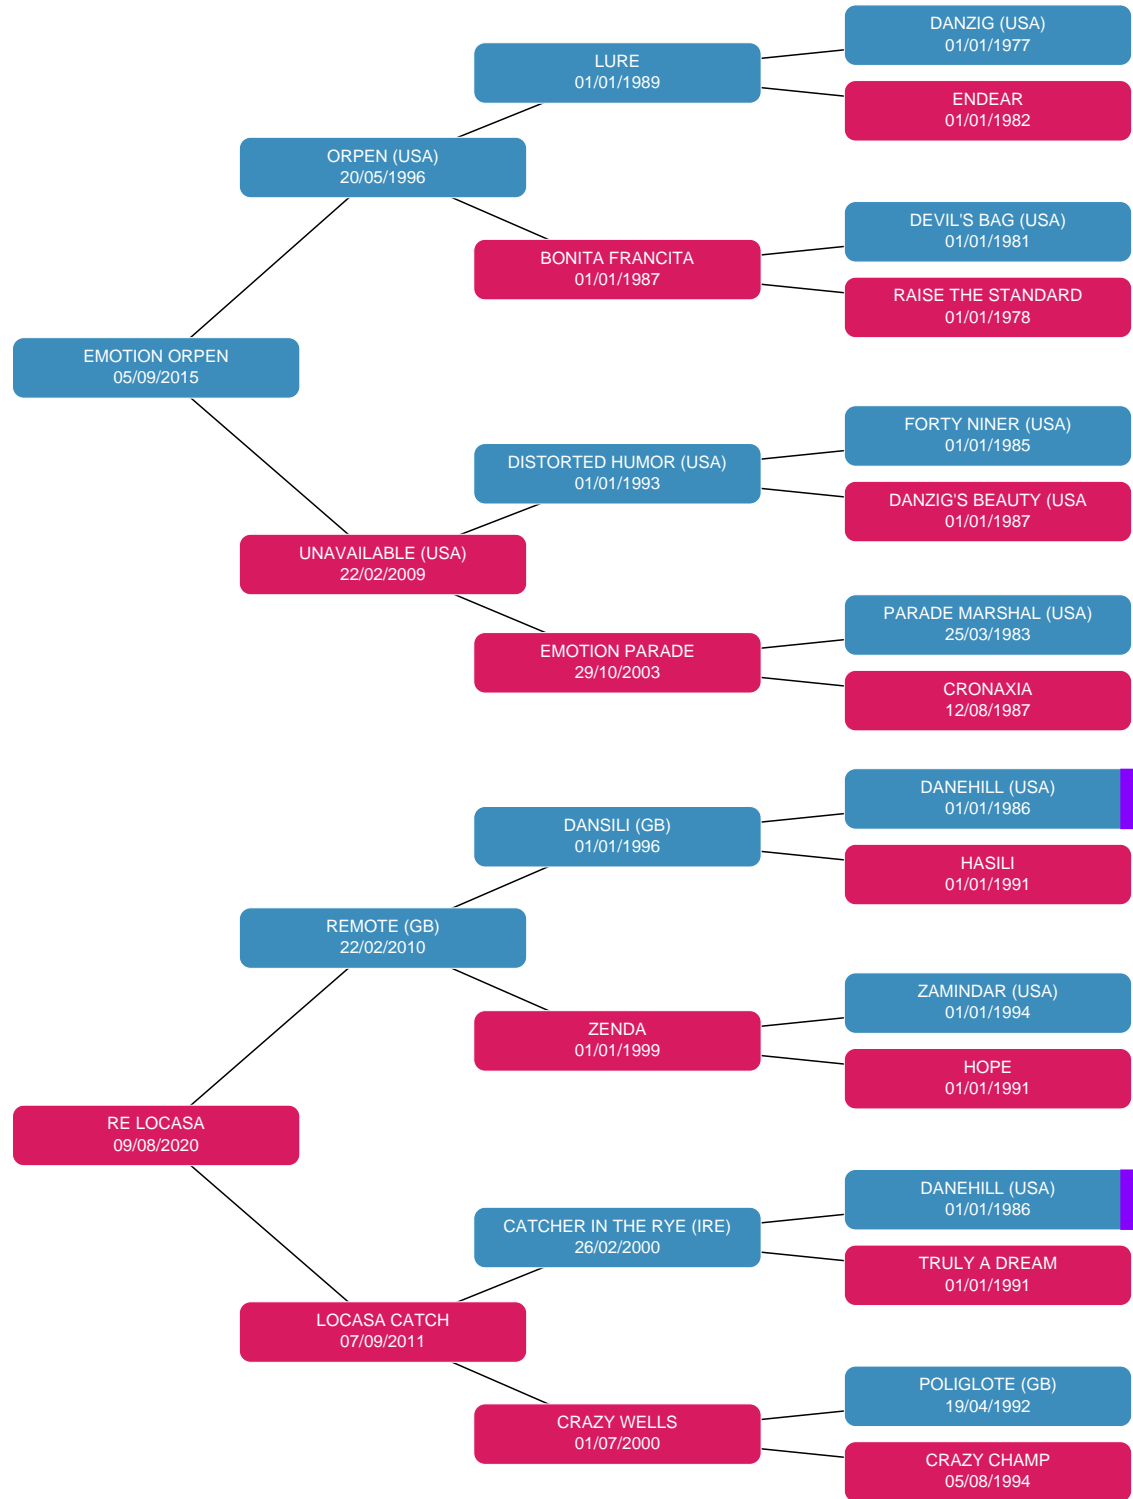 DANZIG (USA)
01/01/1977
LURE
01/01/1989
ENDEAR
01/01/1982
ORPEN (USA)
20/05/1996
DEVIL'S BAG (USA)
01/01/1981
BONITA FRANCITA
01/01/1987
RAISE THE STANDARD
01/01/1978
EMOTION ORPEN
05/09/2015
FORTY NINER (USA)
01/01/1985
DISTORTED HUMOR (USA)
01/01/1993
DANZIG'S BEAUTY (USA
01/01/1987
UNAVAILABLE (USA)
22/02/2009
PARADE MARSHAL (USA)
25/03/1983
EMOTION PARADE
29/10/2003
CRONAXIA
12/08/1987
DANEHILL (USA)
01/01/1986
DANSILI (GB)
01/01/1996
HASILI
01/01/1991
REMOTE (GB)
22/02/2010
ZAMINDAR (USA)
01/01/1994
ZENDA
01/01/1999
HOPE
01/01/1991
RE LOCASA
09/08/2020
DANEHILL (USA)
01/01/1986
CATCHER IN THE RYE (IRE)
26/02/2000
TRULY A DREAM
01/01/1991
LOCASA CATCH
07/09/2011
POLIGLOTE (GB)
19/04/1992
CRAZY WELLS
01/07/2000
CRAZY CHAMP
05/08/1994